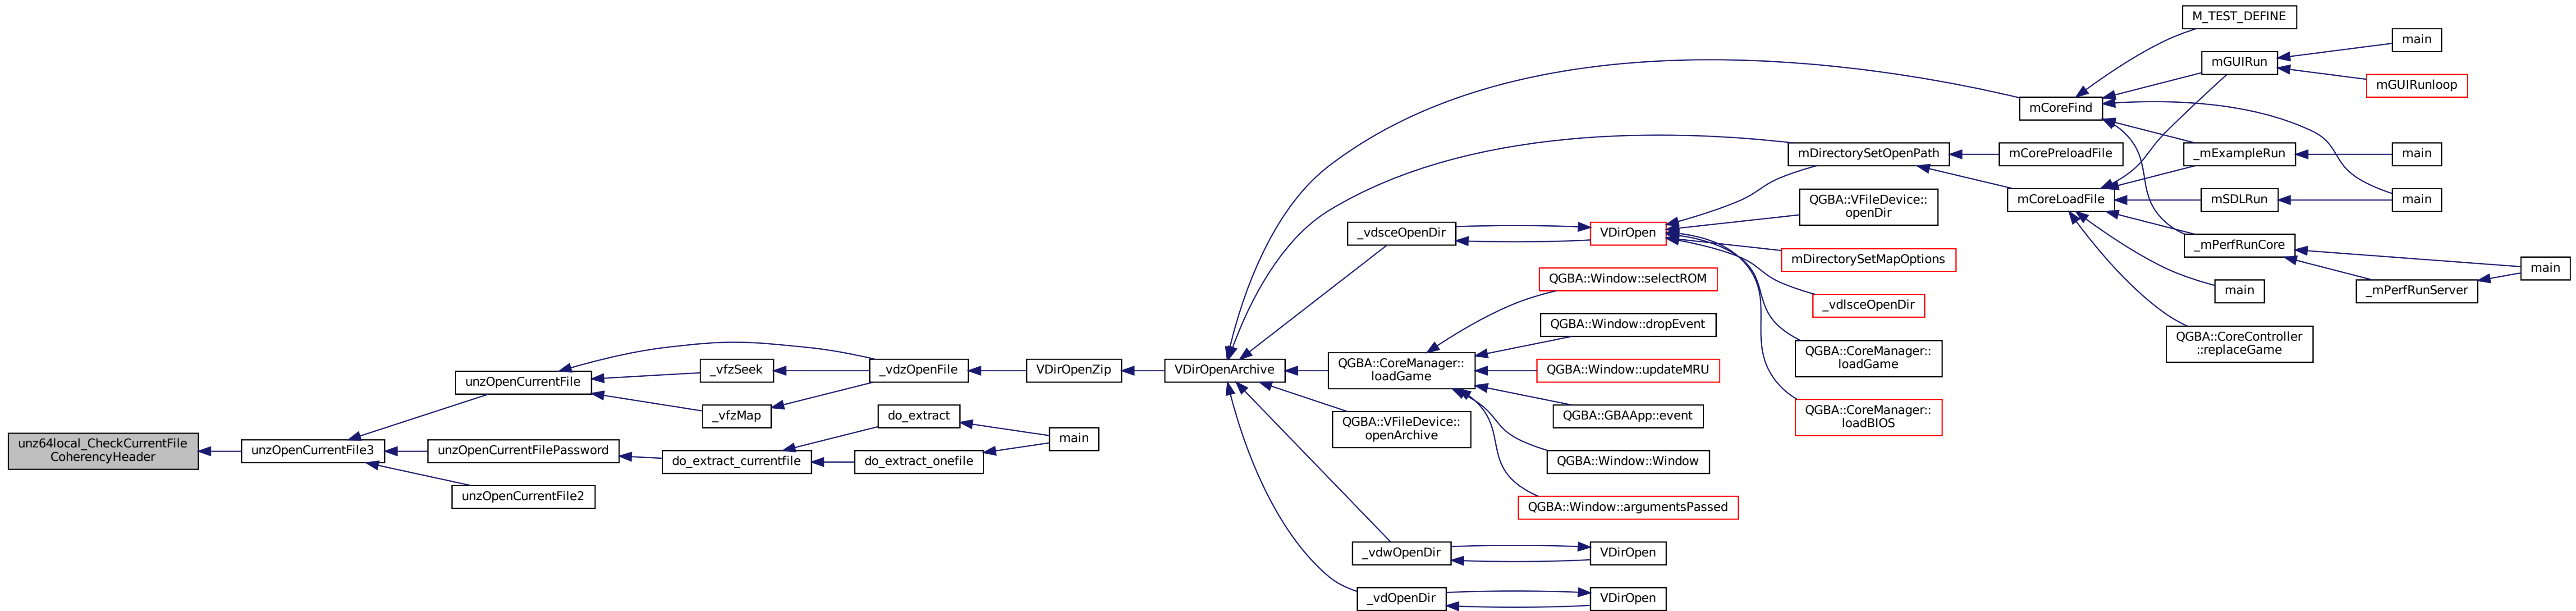 unz64local_CheckCurrentFile
CoherencyHeader
unzOpenCurrentFile3
unzOpenCurrentFile
unzOpenCurrentFilePassword
unzOpenCurrentFile2
_vfzSeek
_vfzMap
do_extract_currentfile
_vdzOpenFile
do_extract
do_extract_onefile
VDirOpenZip
main
VDirOpenArchive
_vdsceOpenDir
QGBA::CoreManager::
loadGame
QGBA::VFileDevice::
openArchive
_vdwOpenDir
_vdOpenDir
VDirOpen
QGBA::Window::selectROM
QGBA::Window::dropEvent
QGBA::Window::updateMRU
QGBA::GBAApp::event
QGBA::Window::Window
QGBA::Window::argumentsPassed
VDirOpen
VDirOpen
mDirectorySetOpenPath
QGBA::VFileDevice::
openDir
mDirectorySetMapOptions
_vdlsceOpenDir
QGBA::CoreManager::
loadGame
QGBA::CoreManager::
loadBIOS
mCoreFind
mCorePreloadFile
mCoreLoadFile
M_TEST_DEFINE
mGUIRun
_mExampleRun
mSDLRun
_mPerfRunCore
main
QGBA::CoreController
::replaceGame
main
mGUIRunloop
main
main
_mPerfRunServer
main